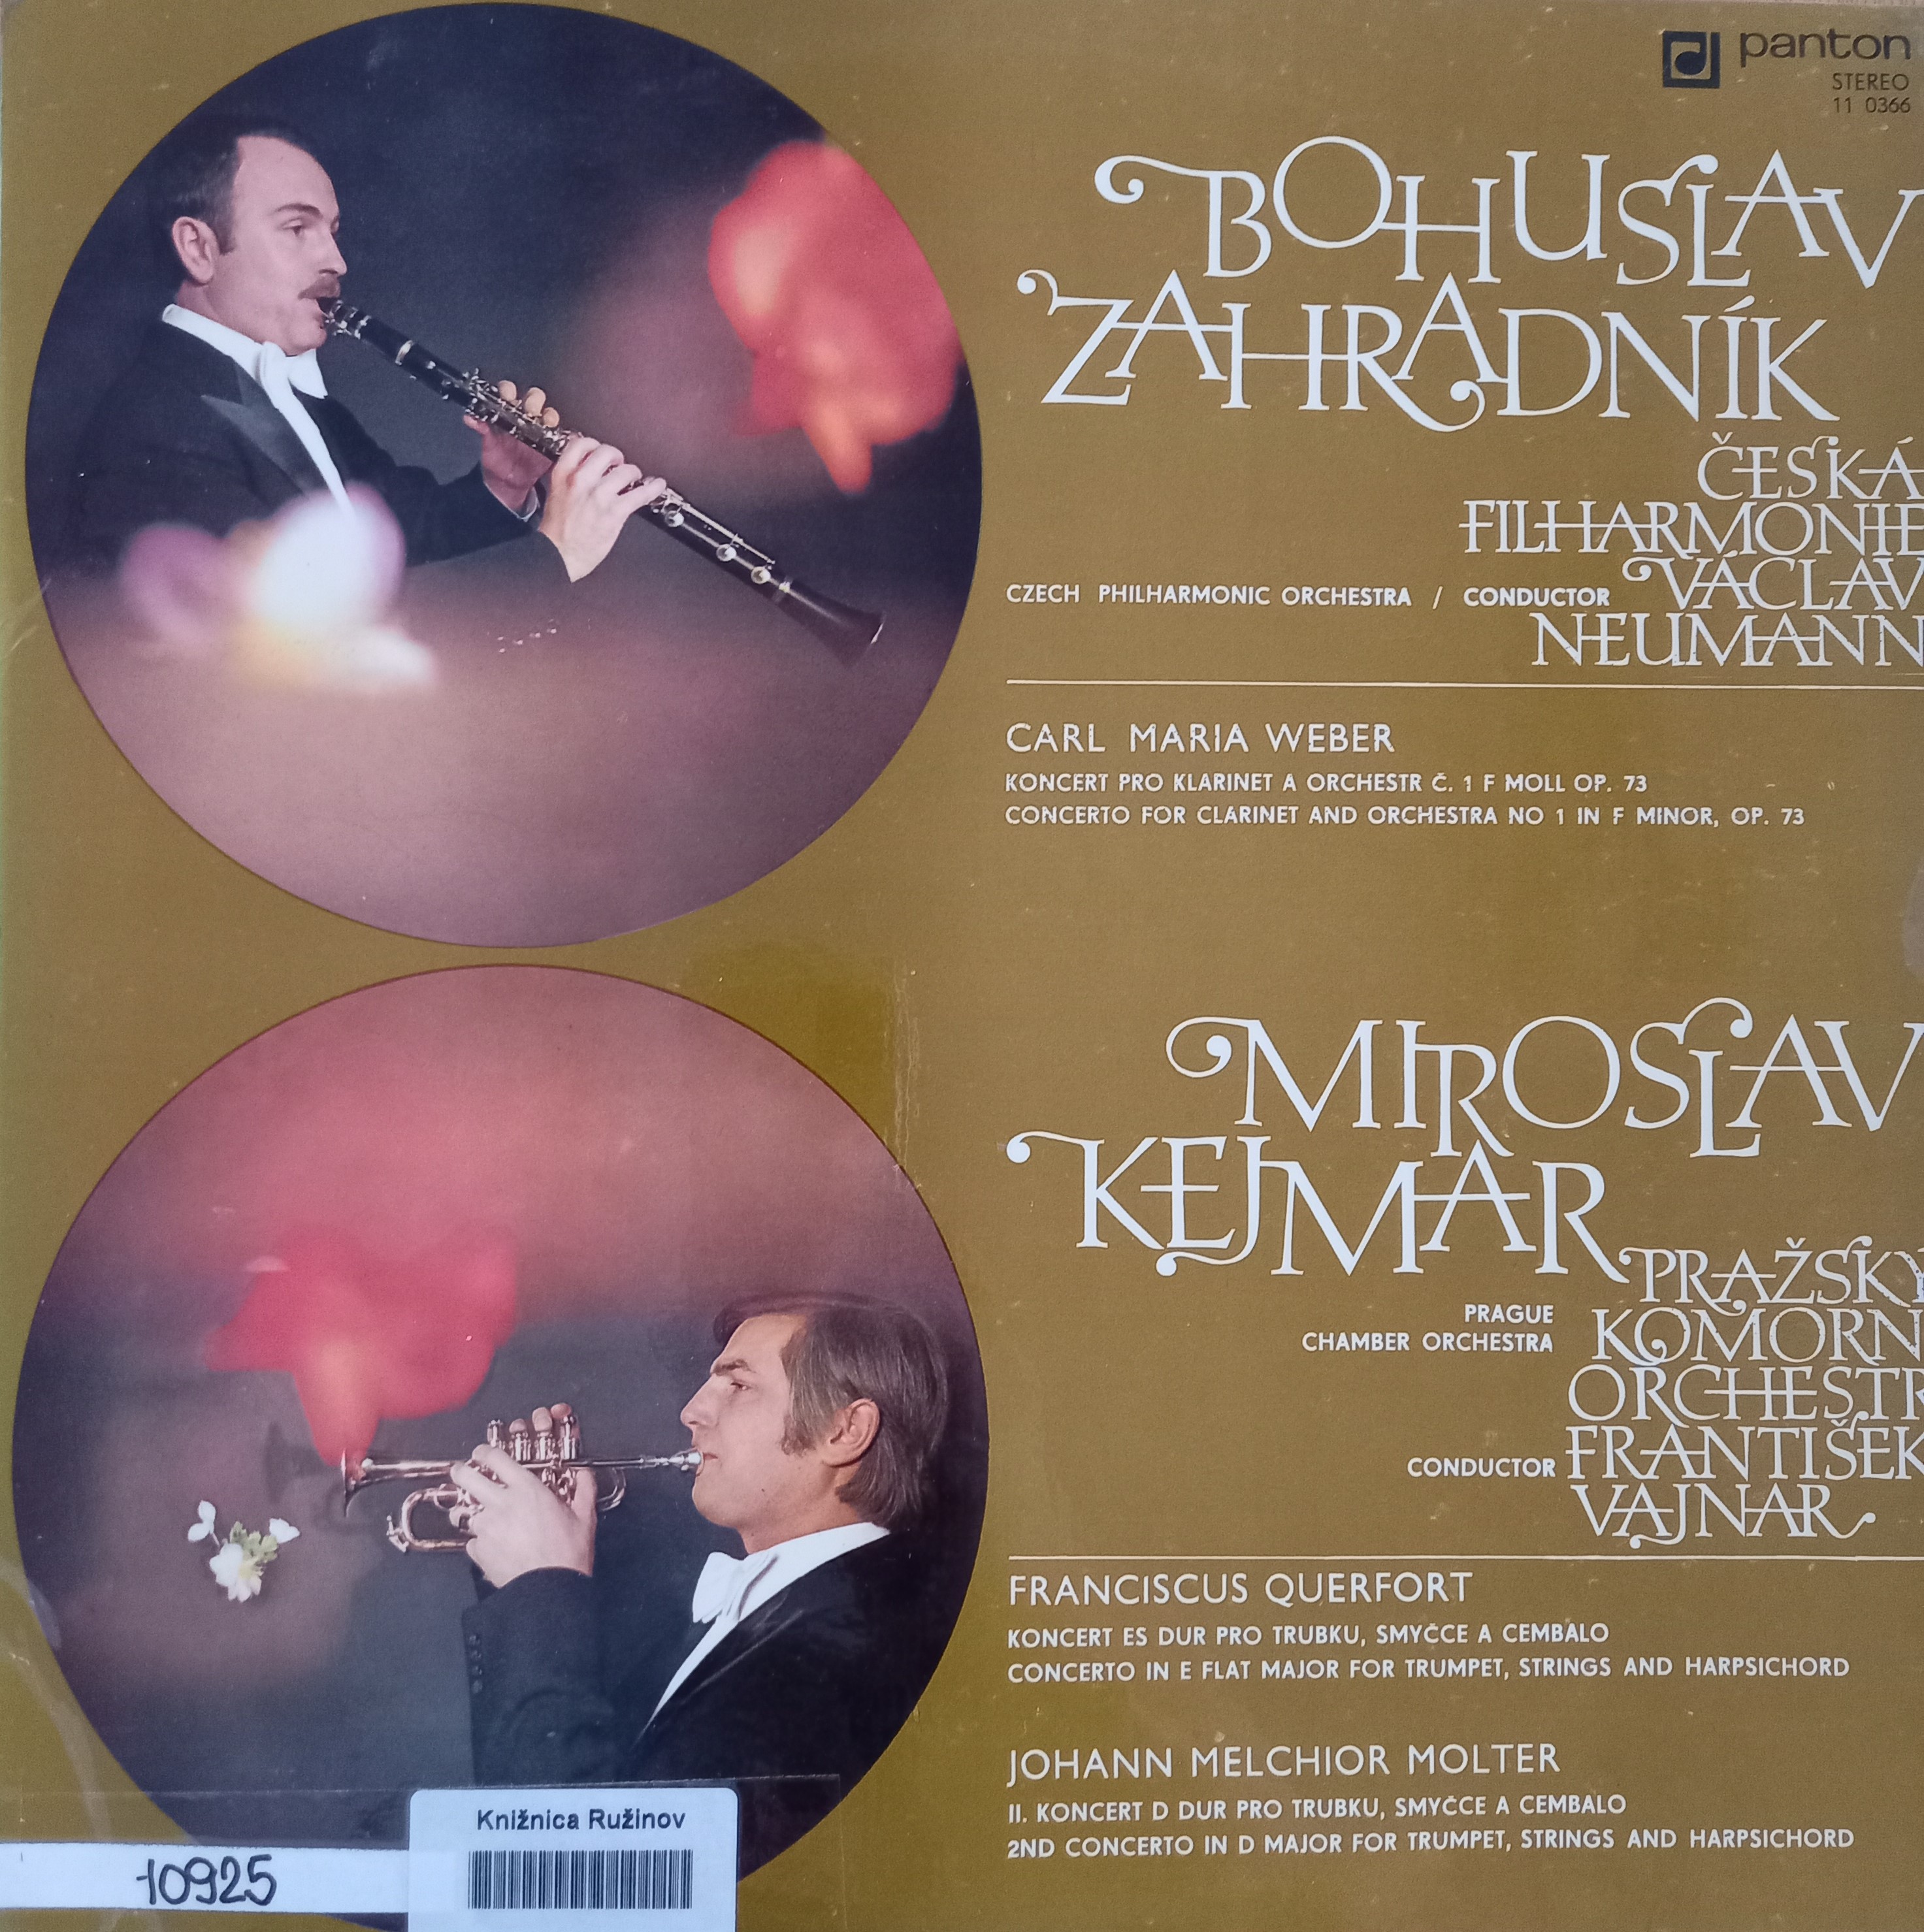 panton
STEREO
11 0366
BOHUSLAV
ZAHRADNÍK
ČESKÁ
FILHARMONIE
CZECH PHILHARMONIC ORCHESTRA / CONDUCTOR VÁCLAV
NEUMANN
CARL MARIA WEBER
KONCERT PRO KLARINET A ORCHESTR Č. 1 F MOLL OP. 73
CONCERTO FOR CLARINET AND ORCHESTRA NO 1 IN F MINOR, OP. 73
MIROSLAV
KEJMAR
PRAŽSKÝ
PRAGUE
CHAMBER ORCHESTRA
KOMORN
ORCHESTR
CONDUCTOR FRANTIŠEK
VAJNAR
FRANCISCUS QUERFORT
KONCERT ES DUR PRO TRUBKU, SMYČCE A CEMBALO
CONCERTO IN E FLAT MAJOR FOR TRUMPET, STRINGS AND HARPSICHORD
JOHANN MELCHIOR MOLTER
II. KONCERT D DUR PRO TRUBKU, SMYČCE A CEMBALO
2ND CONCERTO IN D MAJOR FOR TRUMPET, STRINGS AND HARPSICHORD
Knižnica Ružinov
10925